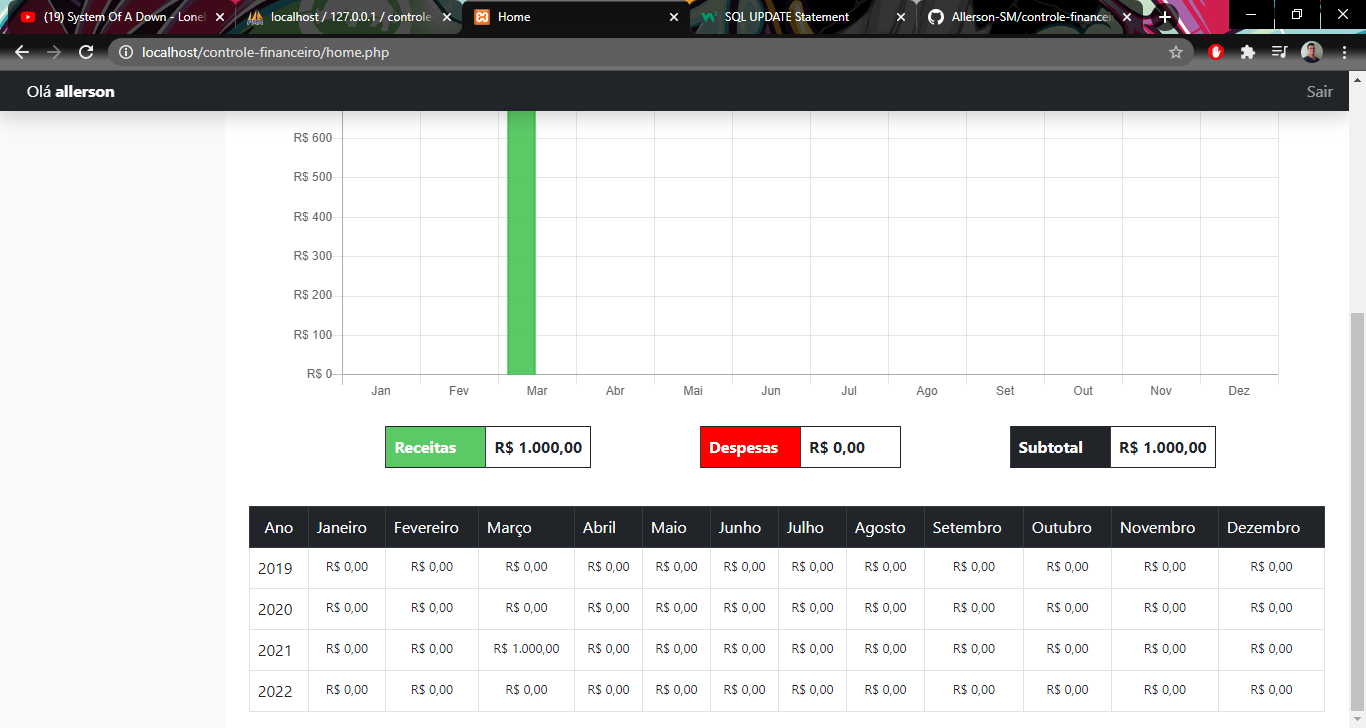 (19) System Of A Down - Lonel
localhost / 127.0.0.1 / controle-
Home
SQL UPDATE Statement
Allerson-SM/controle-financei
localhost/controle-financeiro/home.php
Olá allerson
Sair
R$ 600
R$ 500
R$ 400
R$ 300
R$ 200
R$ 100
R$ 0
Jan Fev Mar Abr Mai Jun Jul Ago Set Out Nov Dez
Receitas R$ 1.000,00
Despesas R$ 0,00
Subtotal R$ 1.000,00
Ano Janeiro Fevereiro Março Abril Maio Junho Julho Agosto Setembro Outubro Novembro Dezembro
2019 R$ 0,00 R$ 0,00 R$ 0,00 R$ 0,00 R$ 0,00 R$ 0,00 R$ 0,00 R$ 0,00 R$ 0,00 R$ 0,00 R$ 0,00 R$ 0,00
2020 R$ 0,00 R$ 0,00 R$ 0,00 R$ 0,00 R$ 0,00 R$ 0,00 R$ 0,00 R$ 0,00 R$ 0,00 R$ 0,00 R$ 0,00 R$ 0,00
2021 R$ 0,00 R$ 0,00 R$ 1.000,00 R$ 0,00 R$ 0,00 R$ 0,00 R$ 0,00 R$ 0,00 R$ 0,00 R$ 0,00 R$ 0,00 R$ 0,00
2022 R$ 0,00 R$ 0,00 R$ 0,00 R$ 0,00 R$ 0,00 R$ 0,00 R$ 0,00 R$ 0,00 R$ 0,00 R$ 0,00 R$ 0,00 R$ 0,00